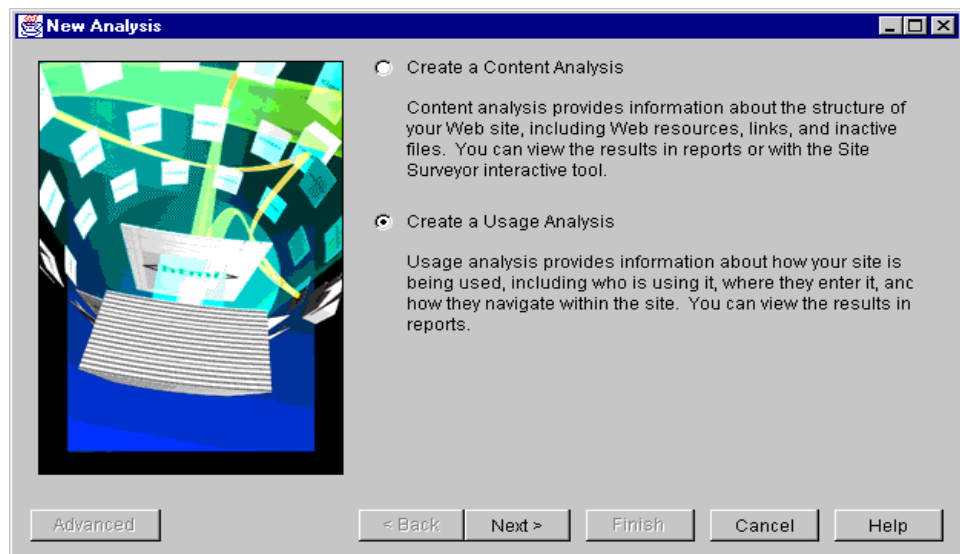 New Analysis
Create a Content Analysis
Content analysis provides information about the structure of
your Web site, including Web resources, links, and inactive
files. You can view the results in reports or with the Site
Surveyor interactive tool.
Create a Usage Analysis
Usage analysis provides information about how your site is
being used, including who is using it, where they enter it, and
how they navigate within the site. You can view the results in
reports.
html
Advanced
< Back
Next >
Finish
Cancel
Help